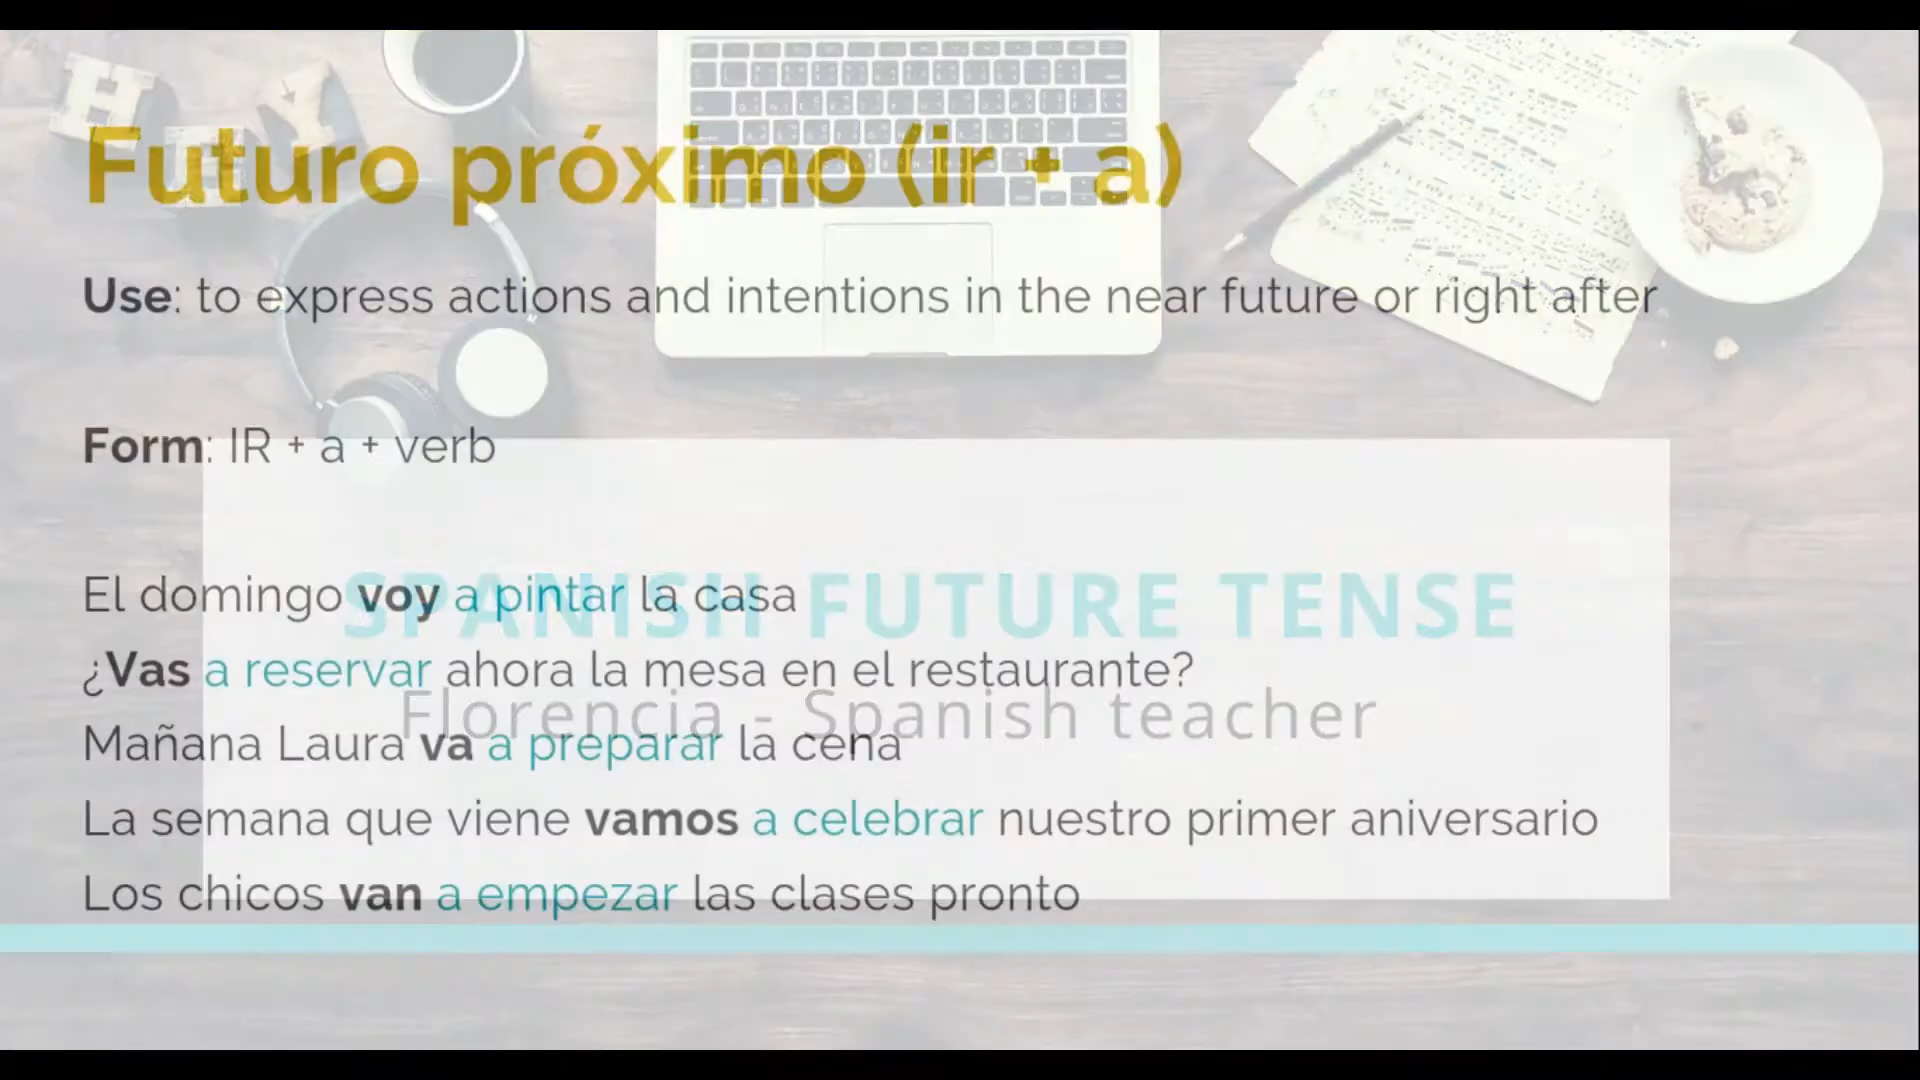 Futuro próximo (ir + a)
Use: to express actions and intentions in the near future or right after
Form: IR + a + verb
El domingo voy a pintar la casa
SPANISH FUTURE TENSE
¿Vas a reservar ahora la mesa en el restaurante?
Florencia - Spanish teacher
Mañana Laura va a preparar la cena
La semana que viene vamos a celebrar nuestro primer aniversario
Los chicos van a empezar las clases pronto